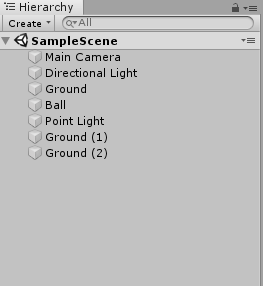 Hierarchy
Create All
SampleScene
Main Camera
Directional Light
Ground
Ball
Point Light
Ground (1)
Ground (2)